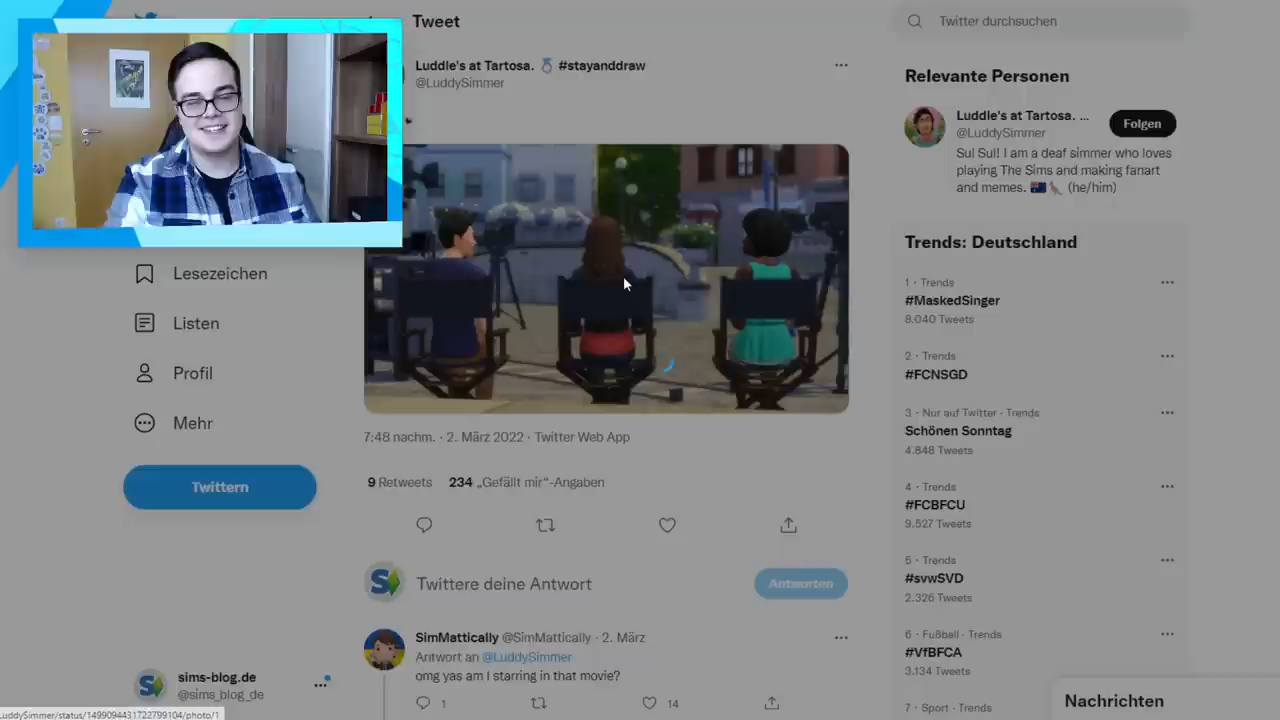 Tweet
Luddle's at Tartosa. 💍 #stayanddraw
@LuddySimmer
7:48 nachm. · 2. März 2022 · Twitter Web App
9 Retweets 234 „Gefällt mir“-Angaben
Twittere deine Antwort
Antworten
SimMattically @SimMattically · 2. März
Antwort an @LuddySimmer
omg yas am I starring in that movie?
1
14
Lesezeichen
Listen
Profil
Mehr
Twittern
sims-blog.de
@sims_blog_de
LuddySimmer/status/1499094431722799104/photo/1
Twitter durchsuchen
Relevante Personen
Luddle's at Tartosa. ...
@LuddySimmer
Folgen
Sul Sul! I am a deaf simmer who loves
playing The Sims and making fanart
and memes. 🇦🇺🦘 (he/him)
Trends: Deutschland
1 · Trends
#MaskedSinger
8.040 Tweets
2 · Trends
#FCNSGD
3 · Nur auf Twitter · Trends
Schönen Sonntag
4.848 Tweets
4 · Trends
#FCBFCU
9.527 Tweets
5 · Trends
#svwSVD
2.326 Tweets
6 · Fußball · Trends
#VfBFCA
3.134 Tweets
7 · Sport · Trends
Nachrichten